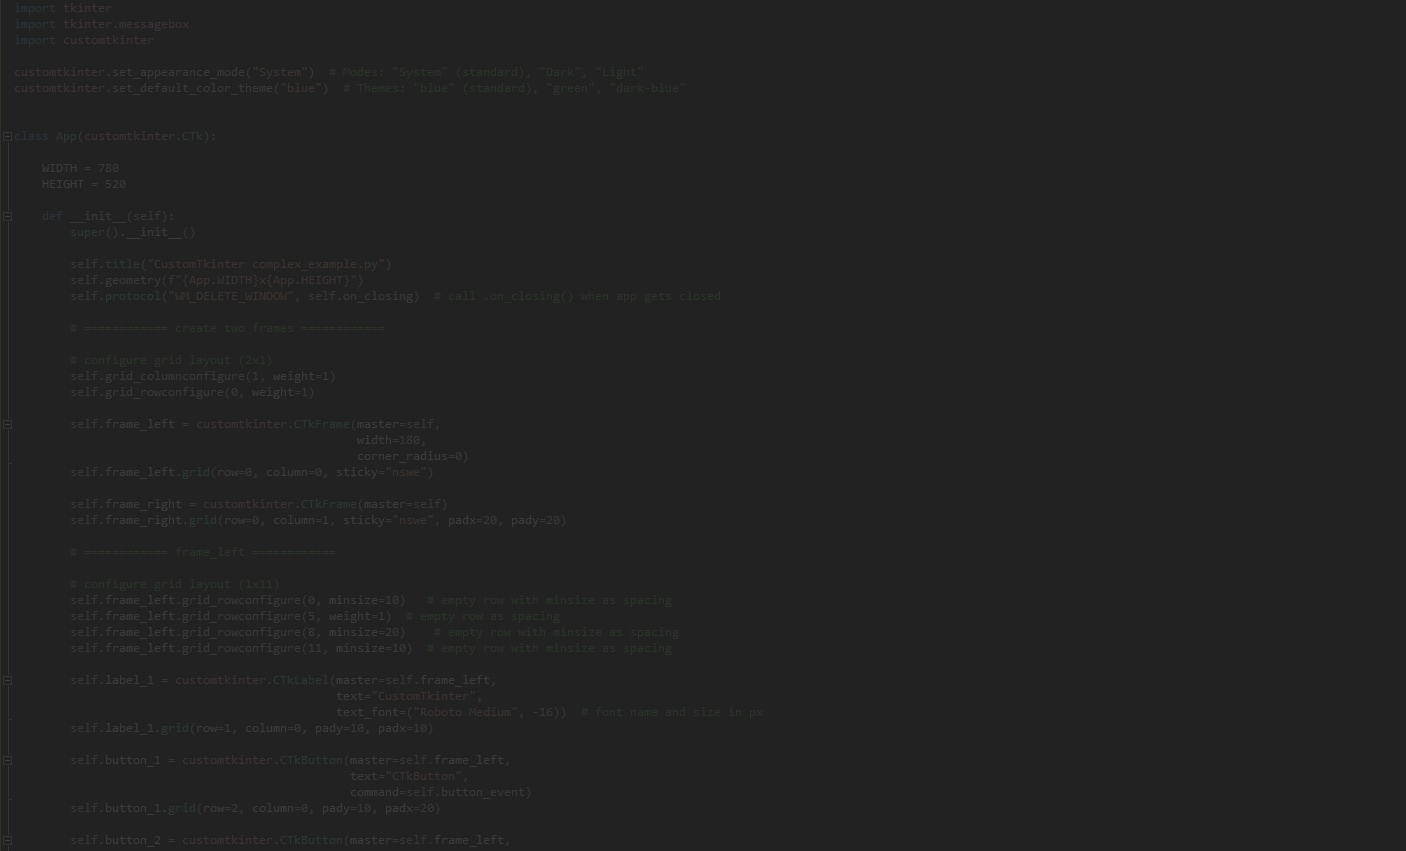 import tkinter
import tkinter.messagebox
import customtkinter
customtkinter.set_appearance_mode("System")  # Modes: "System" (standard), "Dark", "Light"
customtkinter.set_default_color_theme("blue")  # Themes: "blue" (standard), "green", "dark-blue"
class App(customtkinter.CTk):
WIDTH = 780
HEIGHT = 520
def __init__(self):
super().__init__()
self.title("CustomTkinter complex_example.py")
self.geometry(f"{App.WIDTH}x{App.HEIGHT}")
self.protocol("WM_DELETE_WINDOW", self.on_closing)  # call .on_closing() when app gets closed
# ============ create two frames ============
# configure grid layout (2x1)
self.grid_columnconfigure(1, weight=1)
self.grid_rowconfigure(0, weight=1)
self.frame_left = customtkinter.CTkFrame(master=self,
width=180,
corner_radius=0)
self.frame_left.grid(row=0, column=0, sticky="nswe")
self.frame_right = customtkinter.CTkFrame(master=self)
self.frame_right.grid(row=0, column=1, sticky="nswe", padx=20, pady=20)
# ============ frame_left ============
# configure grid layout (1x11)
self.frame_left.grid_rowconfigure(0, minsize=10)   # empty row with minsize as spacing
self.frame_left.grid_rowconfigure(5, weight=1)  # empty row as spacing
self.frame_left.grid_rowconfigure(8, minsize=20)    # empty row with minsize as spacing
self.frame_left.grid_rowconfigure(11, minsize=10)  # empty row with minsize as spacing
self.label_1 = customtkinter.CTkLabel(master=self.frame_left,
text="CustomTkinter",
text_font=("Roboto Medium", -16))  # font name and size in px
self.label_1.grid(row=1, column=0, pady=10, padx=10)
self.button_1 = customtkinter.CTkButton(master=self.frame_left,
text="CTkButton",
command=self.button_event)
self.button_1.grid(row=2, column=0, pady=10, padx=20)
self.button_2 = customtkinter.CTkButton(master=self.frame_left,